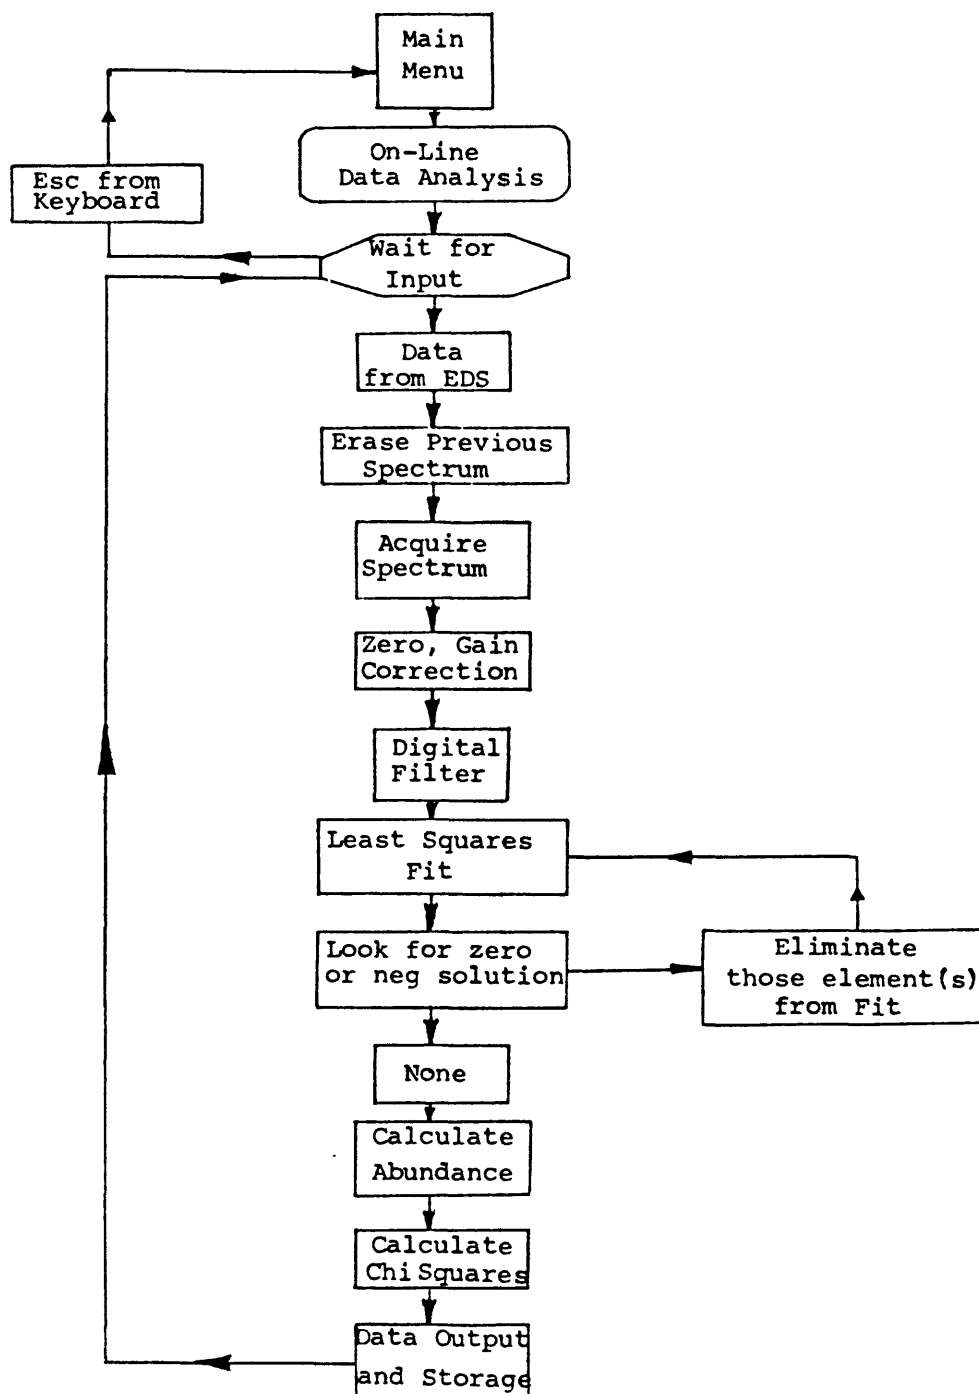 Main
Menu
On-Line
Data Analysis
Esc from
Keyboard
Wait for
Input
Data
from EDS
Erase Previous
Spectrum
Acquire
Spectrum
Zero, Gain
Correction
Digital
Filter
Least Squares
Fit
Look for zero
or neg solution
Eliminate
those element(s)
from Fit
None
Calculate
Abundance
Calculate
Chi Squares
Data Output
and Storage